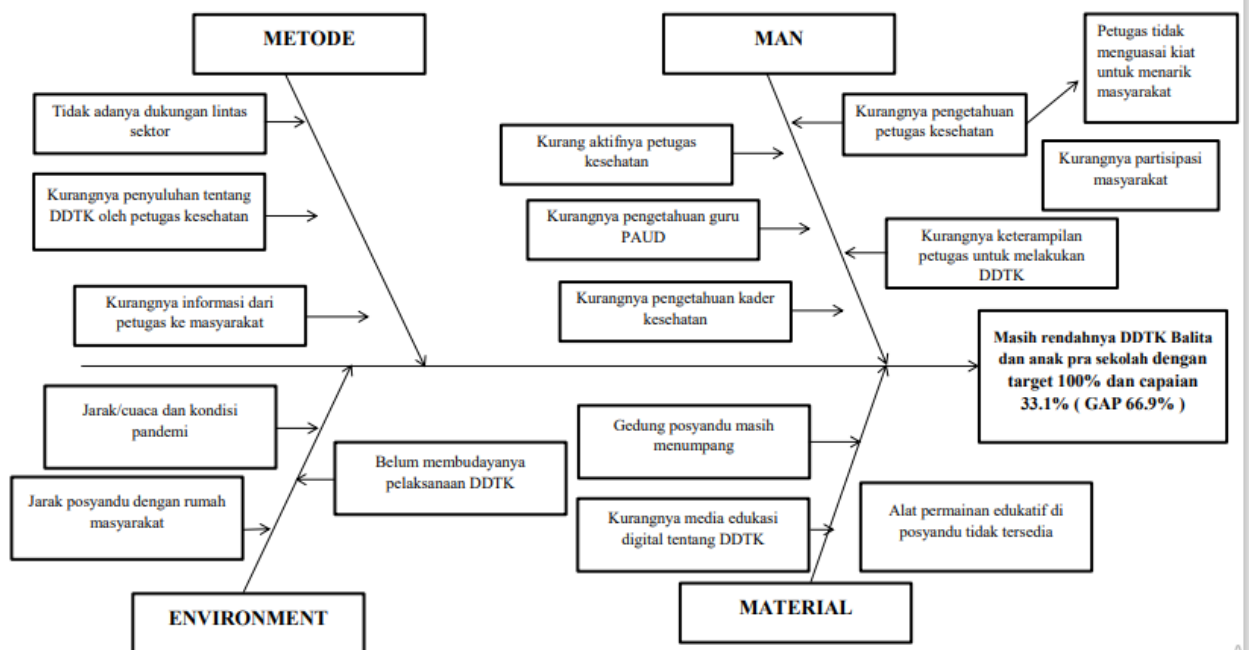 METODE
MAN
Petugas tidak
menguasai kiat
untuk menarik
masyarakat
Tidak adanya dukungan lintas
sektor
Kurangnya pengetahuan
petugas kesehatan
Kurang aktifnya petugas
kesehatan
Kurangnya partisipasi
masyarakat
Kurangnya penyuluhan tentang
DDTK oleh petugas kesehatan
Kurangnya pengetahuan guru
PAUD
Kurangnya keterampilan
petugas untuk melakukan
DDTK
Kurangnya informasi dari
petugas ke masyarakat
Kurangnya pengetahuan kader
kesehatan
Masih rendahnya DDTK Balita
dan anak pra sekolah dengan
target 100% dan capaian
33.1% ( GAP 66.9% )
Jarak/cuaca dan kondisi
pandemi
Gedung posyandu masih
menumpang
Belum membudayanya
pelaksanaan DDTK
Jarak posyandu dengan rumah
masyarakat
Kurangnya media edukasi
digital tentang DDTK
Alat permainan edukatif di
posyandu tidak tersedia
ENVIRONMENT
MATERIAL